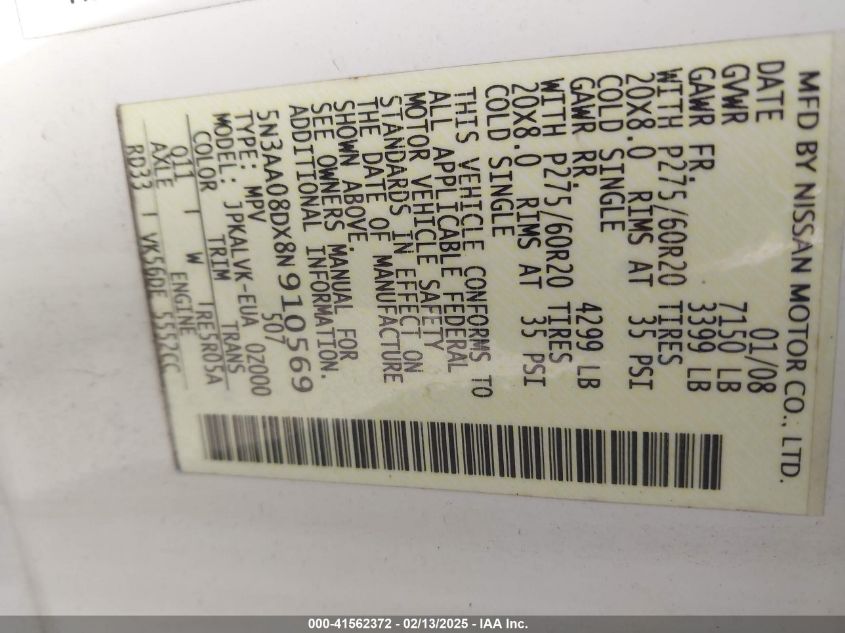 MFD BY NISSAN MOTOR CO., LTD.
DATE 01/08
GVWR 7150 LB
GAWR FR. 3399 LB
WITH P275/60R20 TIRES
20X8.0 RIMS AT 35 PSI
COLD SINGLE
GAWR RR. 4299 LB
WITH P275/60R20 TIRES
20X8.0 RIMS AT 35 PSI
COLD SINGLE
THIS VEHICLE CONFORMS TO
ALL APPLICABLE FEDERAL
MOTOR VEHICLE SAFETY
STANDARDS IN EFFECT ON
THE DATE OF MANUFACTURE
SHOWN ABOVE.
SEE OWNERS MANUAL FOR
ADDITIONAL INFORMATION.
5N3AA08DX8N910569
TYPE: MPV 507
MODEL: JPKALVK-EUA 02000
COLOR TRIM TRANS
Q11 W 1RE5R05A
AXLE ENGINE
RD33 VK56DE 5552CC
000-41562372 - 02/13/2025 - IAA Inc.